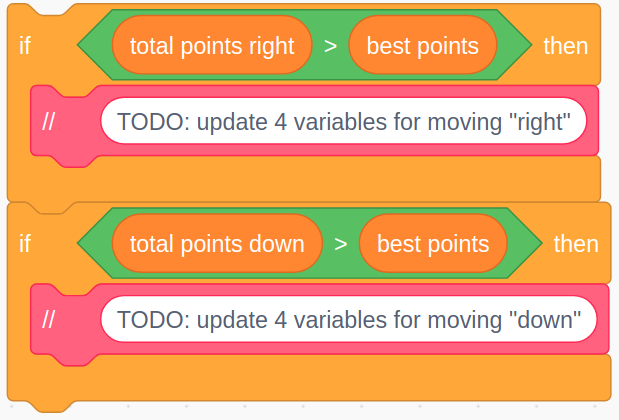 if total points right > best points then
// TODO: update 4 variables for moving "right"
if total points down > best points then
// TODO: update 4 variables for moving "down"